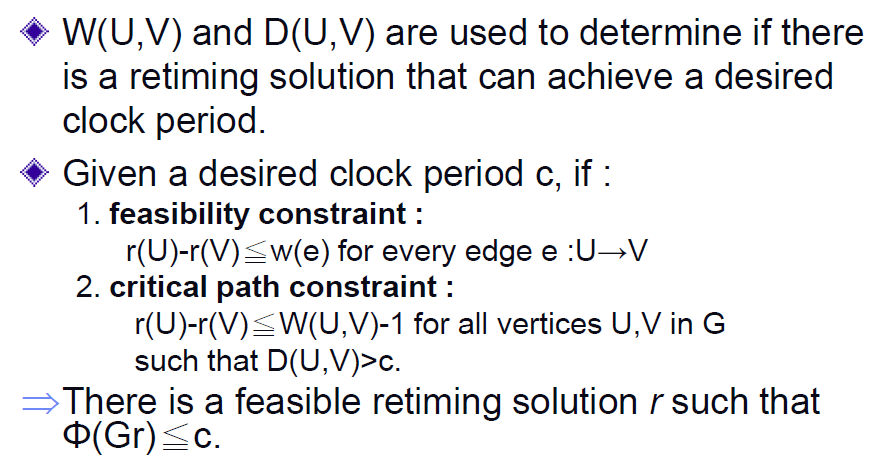 W(U,V) and D(U,V) are used to determine if there
is a retiming solution that can achieve a desired
clock period.
Given a desired clock period c, if :
1. feasibility constraint :
r(U)-r(V)≦w(e) for every edge e :U→V
2. critical path constraint :
r(U)-r(V)≦W(U,V)-1 for all vertices U,V in G
such that D(U,V)>c.
⇒There is a feasible retiming solution r such that
Φ(Gr)≦c.